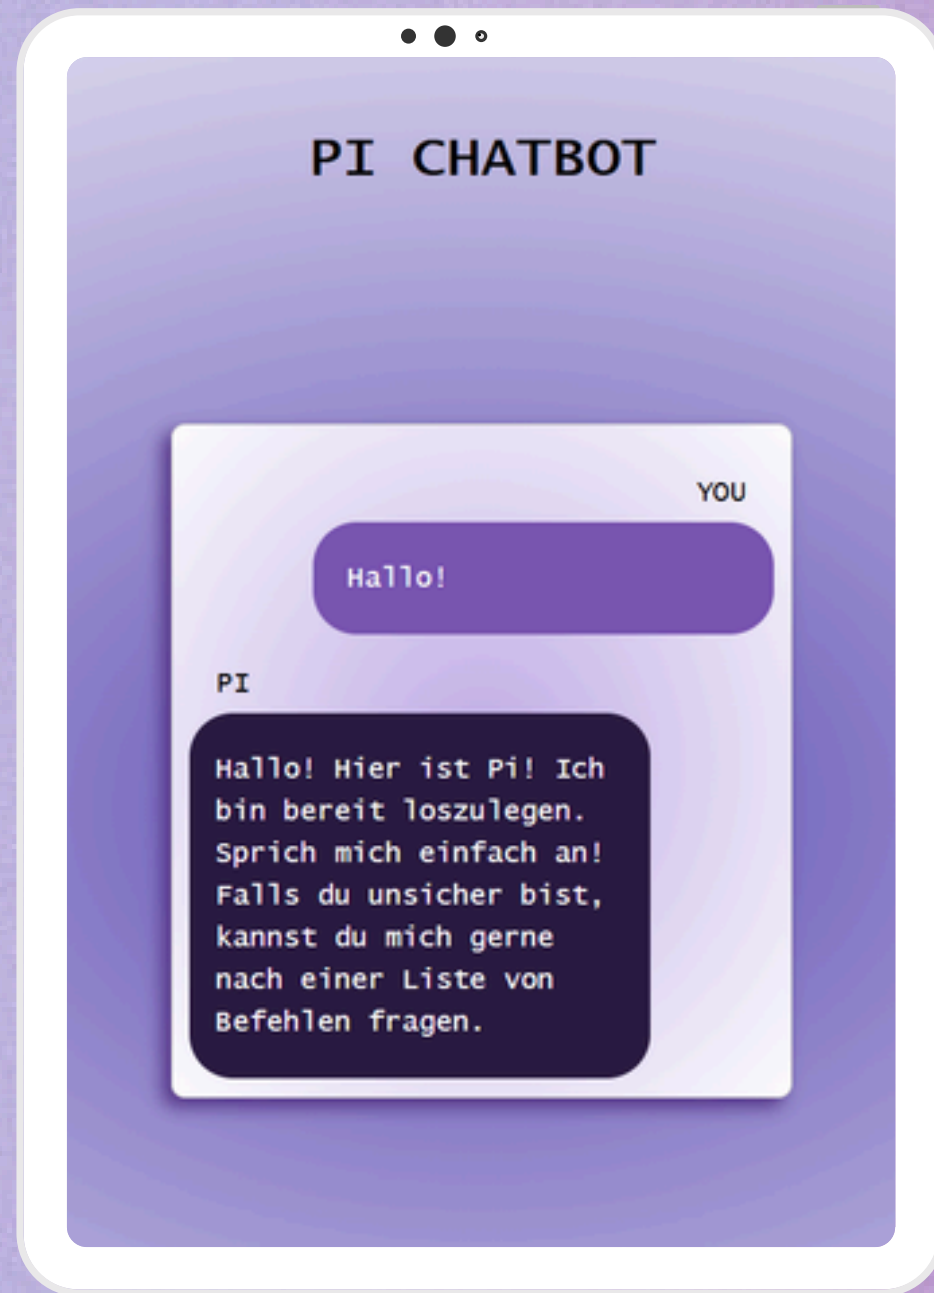 PI CHATBOT
YOU
Hallo!
PI
Hallo! Hier ist Pi! Ich
bin bereit loszulegen.
Sprich mich einfach an!
Falls du unsicher bist,
kannst du mich gerne
nach einer Liste von
Befehlen fragen.